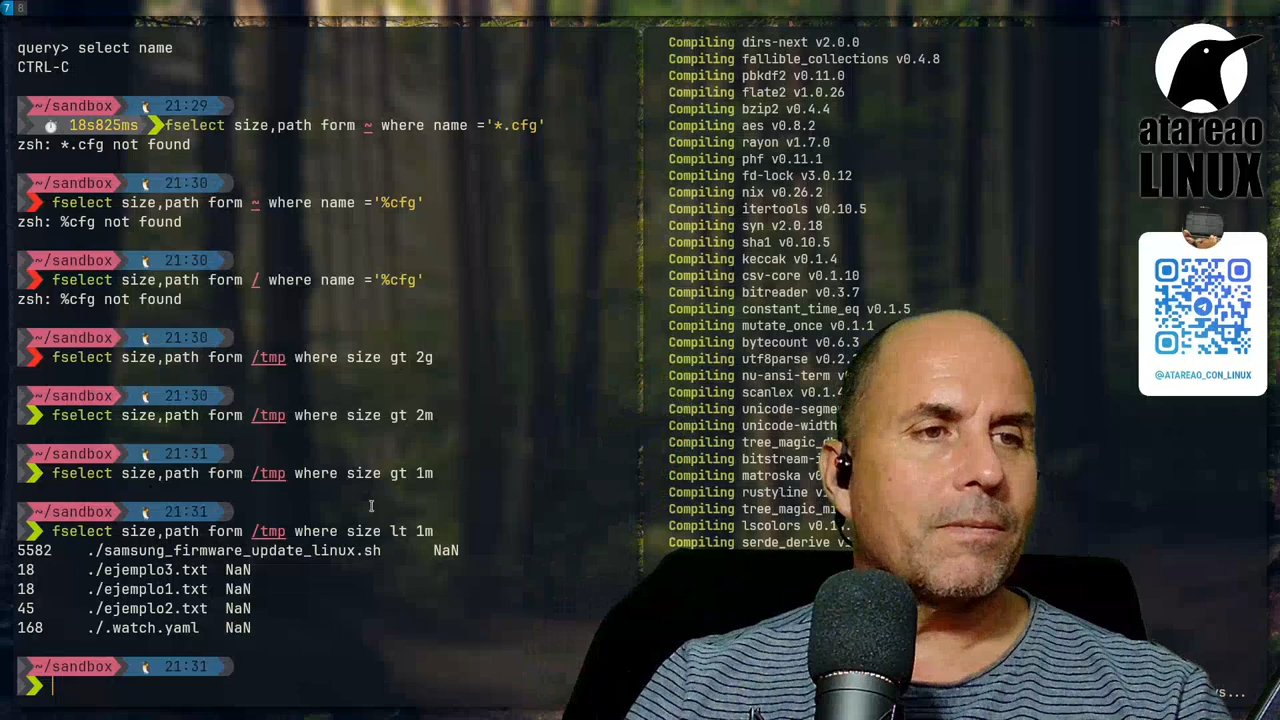 7 8
query> select name
CTRL-C
~/sandbox 21:29
18s825ms fselect size,path form ~ where name ='*.cfg'
zsh: *.cfg not found
~/sandbox 21:30
fselect size,path form ~ where name ='%cfg'
zsh: %cfg not found
~/sandbox 21:30
fselect size,path form / where name ='%cfg'
zsh: %cfg not found
~/sandbox 21:30
fselect size,path form /tmp where size gt 2g
~/sandbox 21:30
fselect size,path form /tmp where size gt 2m
~/sandbox 21:31
fselect size,path form /tmp where size gt 1m
~/sandbox 21:31
fselect size,path form /tmp where size lt 1m
5582 ./samsung_firmware_update_linux.sh NaN
18 ./ejemplo3.txt NaN
18 ./ejemplo1.txt NaN
45 ./ejemplo2.txt NaN
168 ./.watch.yaml NaN
~/sandbox 21:31
Compiling dirs-next v2.0.0
Compiling fallible_collections v0.4.8
Compiling pbkdf2 v0.11.0
Compiling flate2 v1.0.26
Compiling bzip2 v0.4.4
Compiling aes v0.8.2
Compiling rayon v1.7.0
Compiling phf v0.11.1
Compiling fd-lock v3.0.12
Compiling nix v0.26.2
Compiling itertools v0.10.5
Compiling syn v2.0.18
Compiling sha1 v0.10.5
Compiling keccak v0.1.4
Compiling csv-core v0.1.10
Compiling bitreader v0.3.7
Compiling constant_time_eq v0.1.5
Compiling mutate_once v0.1.1
Compiling bytecount v0.6.3
Compiling utf8parse v0.2.
Compiling nu-ansi-term
Compiling scanlex v0.1.
Compiling
Compiling unicode-width
Compiling
Compiling
Compiling matroska
Compiling rustyline
Compiling
Compiling lscolors v0.1
Compiling serde_derive
atareao
LINUX
@ATAREAO_CON_LINUX